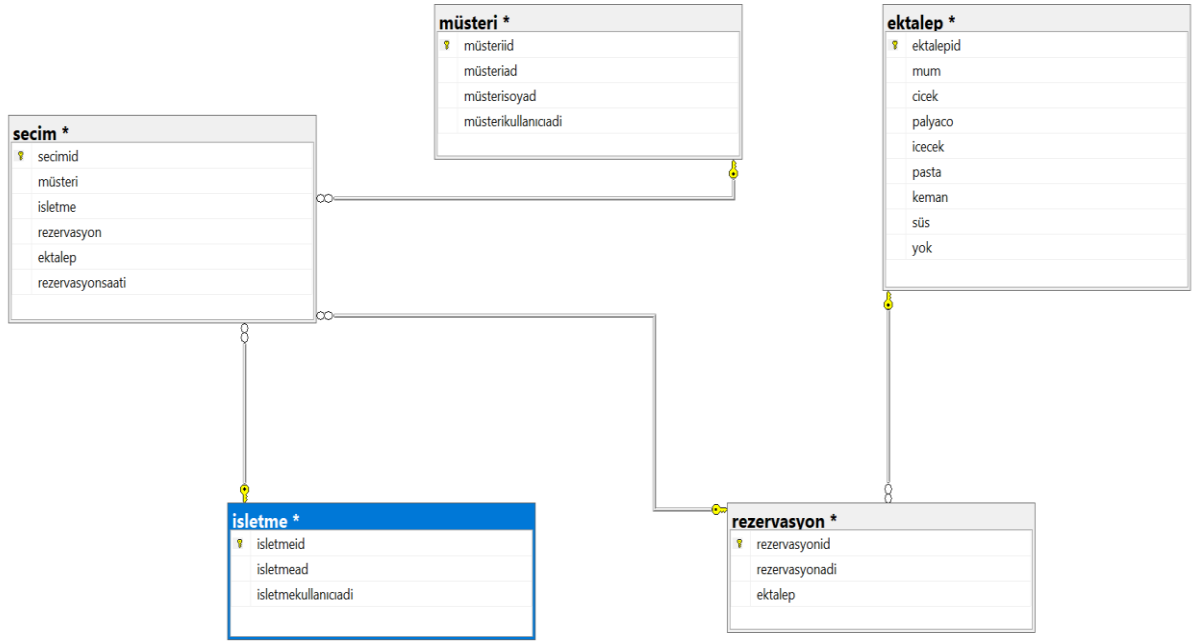 müsteri *
müsteriid
müsteriad
müsterisoyad
müsterikullanıcıadi
ektalep *
ektalepid
mum
cicek
palyaco
icecek
pasta
keman
süs
yok
secim *
secimid
müsteri
isletme
rezervasyon
ektalep
rezervasyonsaati
isletme *
isletmeid
isletmead
isletmekullanıcıadi
rezervasyon *
rezervasyonid
rezervasyonadi
ektalep